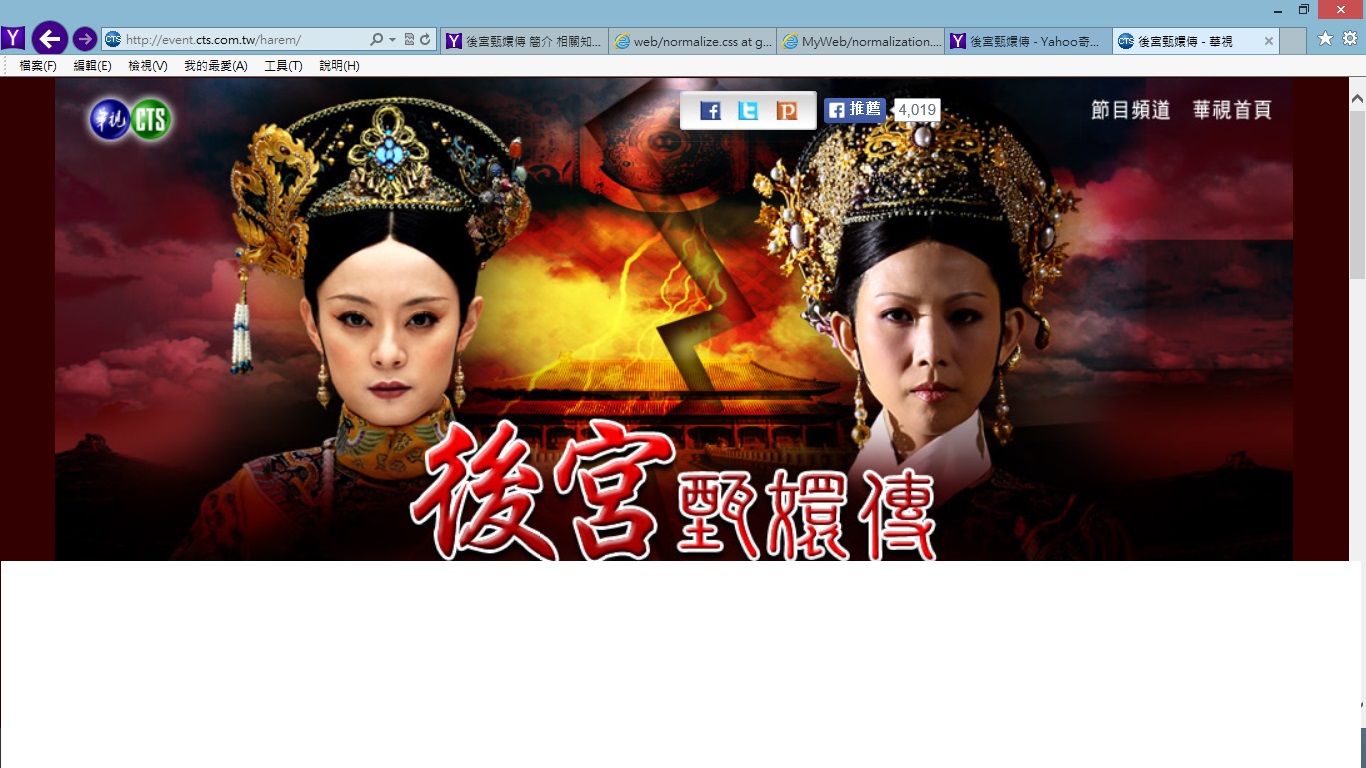 Y
CTS http://event.cts.com.tw/harem/
Y 後宮甄嬛傳 簡介 相關知...
web/normalize.css at g...
MyWeb/normalization....
Y 後宮甄嬛傳 - Yahoo奇...
CTS 後宮甄嬛傳 - 華視
檔案(F) 編輯(E) 檢視(V) 我的最愛(A) 工具(T) 說明(H)
華視 CTS
f t P f 推薦 4,019
節目頻道 華視首頁
後宮甄嬛傳